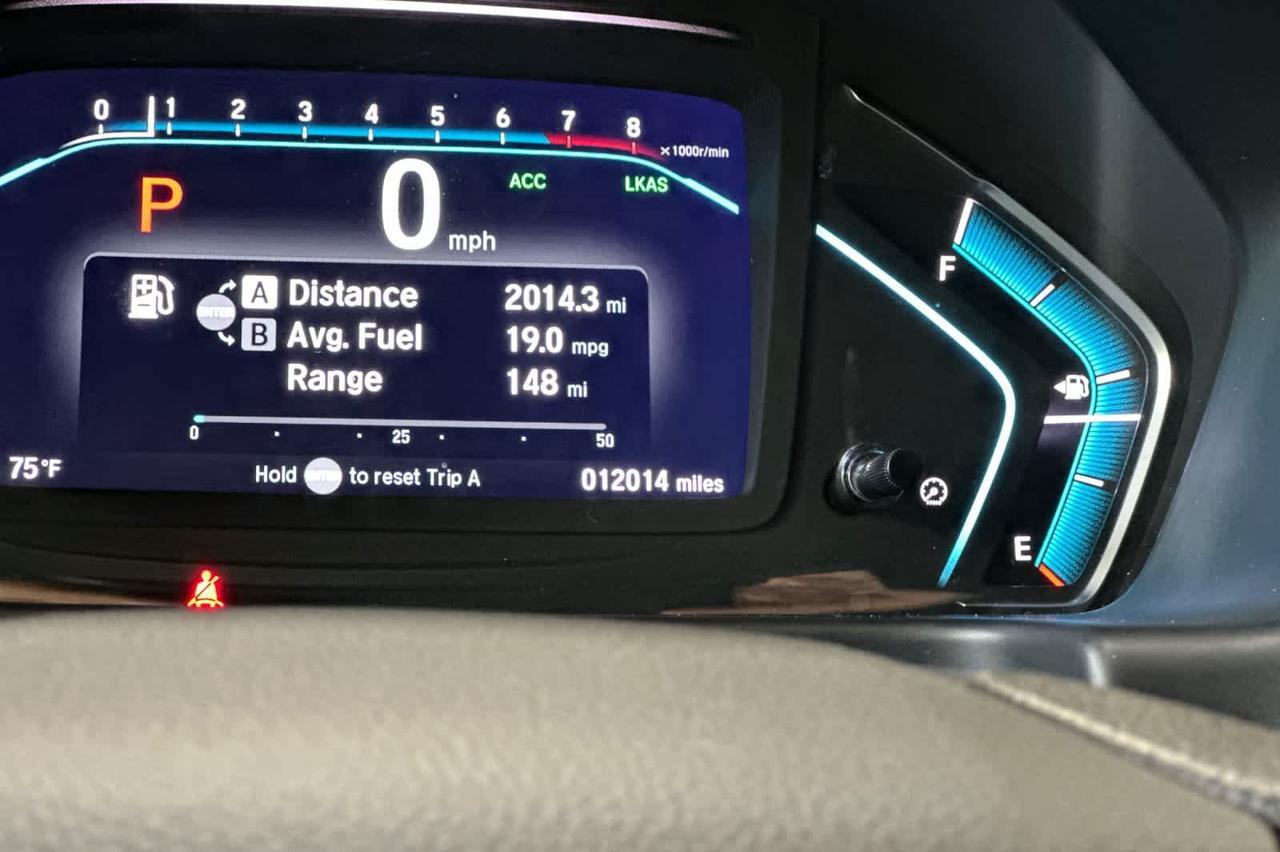 0 1 2 3 4 5 6 7 8
×1000r/min
P 0 mph ACC LKAS
A Distance 2014.3 mi
B Avg. Fuel 19.0 mpg
Range 148 mi
0 25 50
75°F Hold ENTER to reset Trip A 012014 miles
F
E